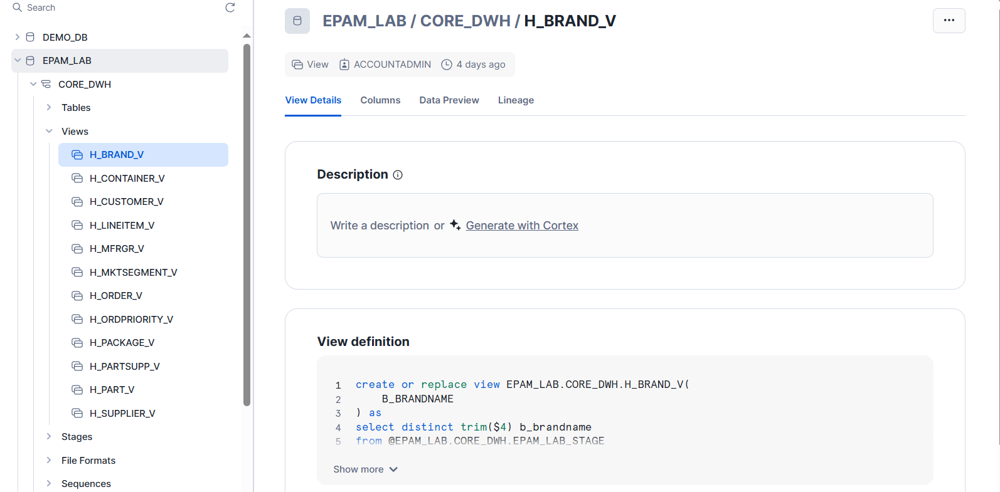 Search
DEMO_DB
EPAM_LAB
CORE_DWH
Tables
Views
H_BRAND_V
H_CONTAINER_V
H_CUSTOMER_V
H_LINEITEM_V
H_MFRGR_V
H_MKTSEGMENT_V
H_ORDER_V
H_ORDPRIORITY_V
H_PACKAGE_V
H_PARTSUPP_V
H_PART_V
H_SUPPLIER_V
Stages
File Formats
Sequences
EPAM_LAB / CORE_DWH / H_BRAND_V
View ACCOUNTADMIN 4 days ago
View Details Columns Data Preview Lineage
Description
Write a description or Generate with Cortex
View definition
1 create or replace view EPAM_LAB.CORE_DWH.H_BRAND_V(
2 B_BRANDNAME
3 ) as
4 select distinct trim($4) b_brandname
5 from @EPAM_LAB.CORE_DWH.EPAM_LAB_STAGE
Show more